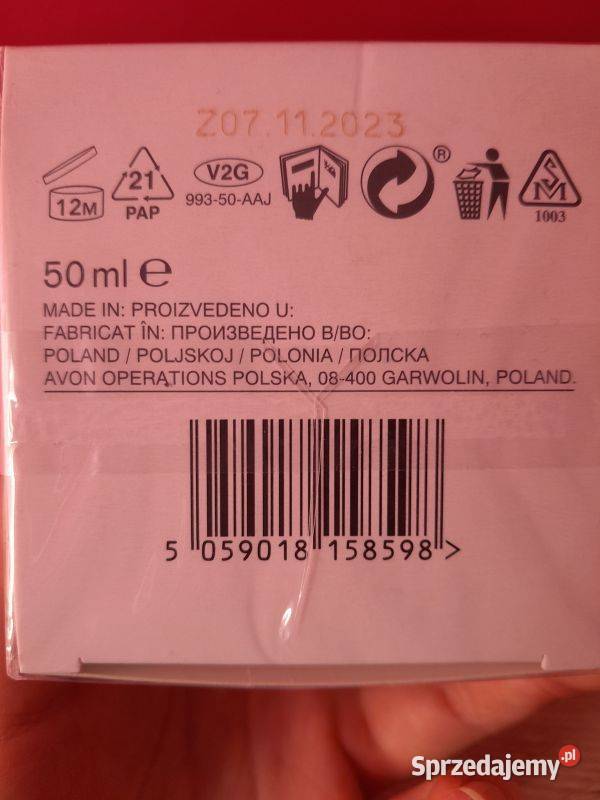 Z07.11.2023
12M
21
PAP
V2G
993-50-AAJ
®
SM
1003
50 ml e
MADE IN: PROIZVEDENO U:
FABRICAT ÎN: ПРОИЗВЕДЕНО В/ВО:
POLAND / POLJSKOJ / POLONIA / ПОЛСКА
AVON OPERATIONS POLSKA, 08-400 GARWOLIN, POLAND.
5 059018 158598 >
Sprzedajemy.pl